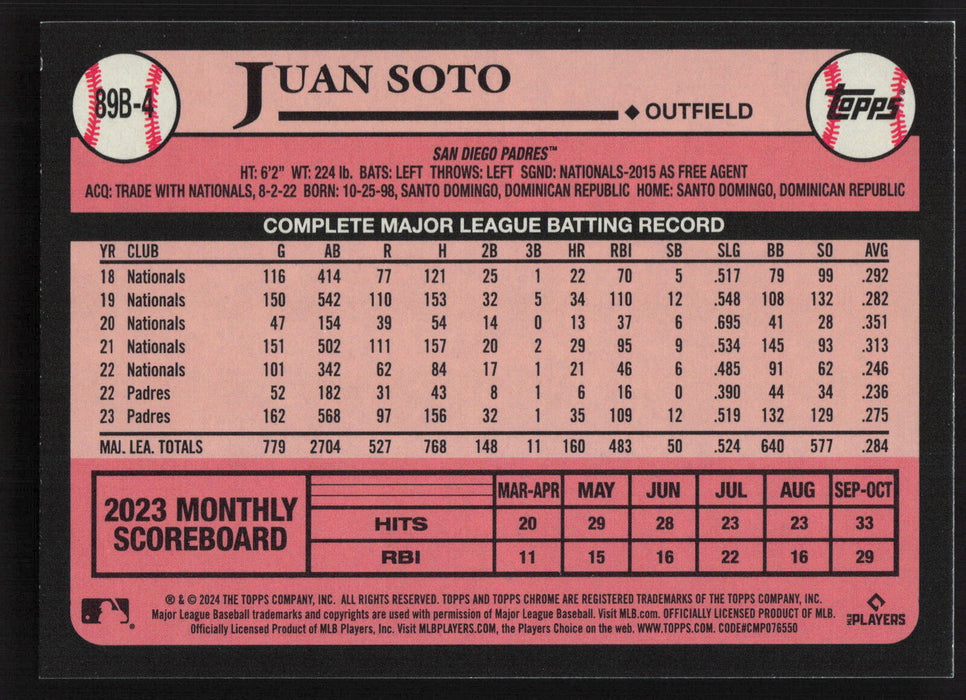 89B-4
JUAN SOTO
◆ OUTFIELD
topps
SAN DIEGO PADRES™
HT: 6'2" WT: 224 lb. BATS: LEFT THROWS: LEFT SGND: NATIONALS-2015 AS FREE AGENT
ACQ: TRADE WITH NATIONALS, 8-2-22 BORN: 10-25-98, SANTO DOMINGO, DOMINICAN REPUBLIC HOME: SANTO DOMINGO, DOMINICAN REPUBLIC
COMPLETE MAJOR LEAGUE BATTING RECORD
YR CLUB G AB R H 2B 3B HR RBI SB SLG BB SO AVG
18 Nationals 116 414 77 121 25 1 22 70 5 .517 79 99 .292
19 Nationals 150 542 110 153 32 5 34 110 12 .548 108 132 .282
20 Nationals 47 154 39 54 14 0 13 37 6 .695 41 28 .351
21 Nationals 151 502 111 157 20 2 29 95 9 .534 145 93 .313
22 Nationals 101 342 62 84 17 1 21 46 6 .485 91 62 .246
22 Padres 52 182 31 43 8 1 6 16 0 .390 44 34 .236
23 Padres 162 568 97 156 32 1 35 109 12 .519 132 129 .275
MAJ. LEA. TOTALS 779 2704 527 768 148 11 160 483 50 .524 640 577 .284
2023 MONTHLY SCOREBOARD
MAR-APR MAY JUN JUL AUG SEP-OCT
HITS 20 29 28 23 23 33
RBI 11 15 16 22 16 29
® & © 2024 THE TOPPS COMPANY, INC. ALL RIGHTS RESERVED. TOPPS AND TOPPS CHROME ARE REGISTERED TRADEMARKS OF THE TOPPS COMPANY, INC.
Major League Baseball trademarks and copyrights are used with permission of Major League Baseball. Visit MLB.com. OFFICIALLY LICENSED PRODUCT OF MLB.
Officially Licensed Product of MLB Players, Inc. Visit MLBPLAYERS.COM, the Players Choice on the web. WWW.TOPPS.COM. CODE#CMP076550
MLB PLAYERS